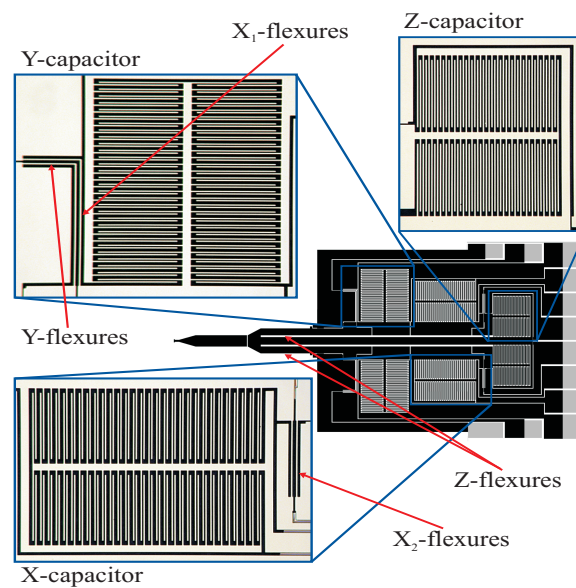 Z-capacitor
X₁-flexures
Y-capacitor
Y-flexures
Z-flexures
X₂-flexures
X-capacitor